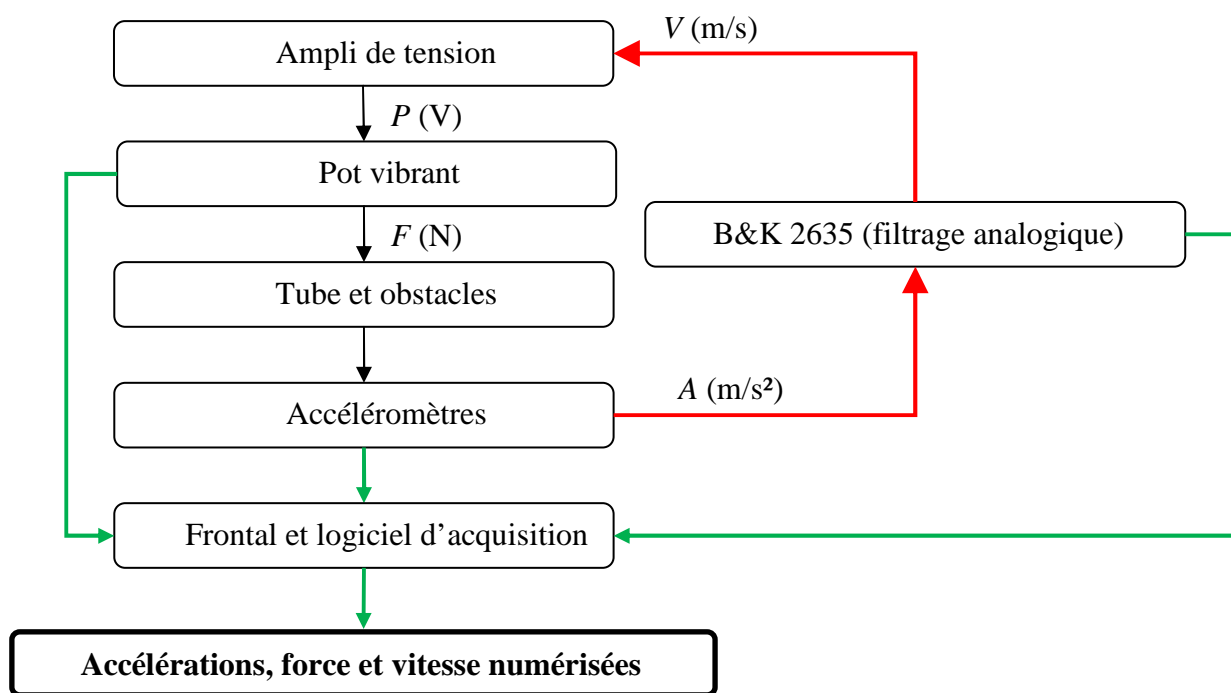 V (m/s)
Ampli de tension
P (V)
Pot vibrant
B&K 2635 (filtrage analogique)
F (N)
Tube et obstacles
A (m/s²)
Accéléromètres
Frontal et logiciel d’acquisition
Accélérations, force et vitesse numérisées